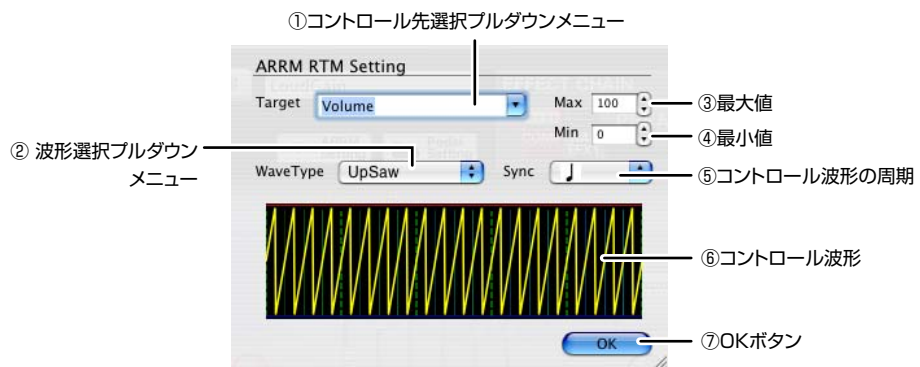 ①コントロール先選択プルダウンメニュー
ARRM RTM Setting
Target Volume Max 100
③最大値
Min 0
④最小値
② 波形選択プルダウン
メニュー
WaveType UpSaw Sync ♩
⑤コントロール波形の周期
⑥コントロール波形
OK
⑦OKボタン